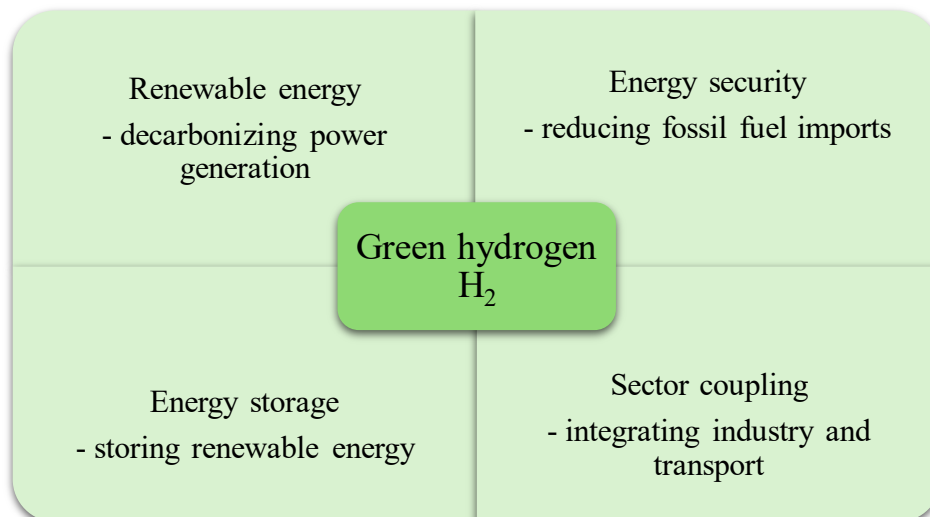 Renewable energy
- decarbonizing power
generation
Energy security
- reducing fossil fuel imports
Green hydrogen
H₂
Energy storage
- storing renewable energy
Sector coupling
- integrating industry and
transport